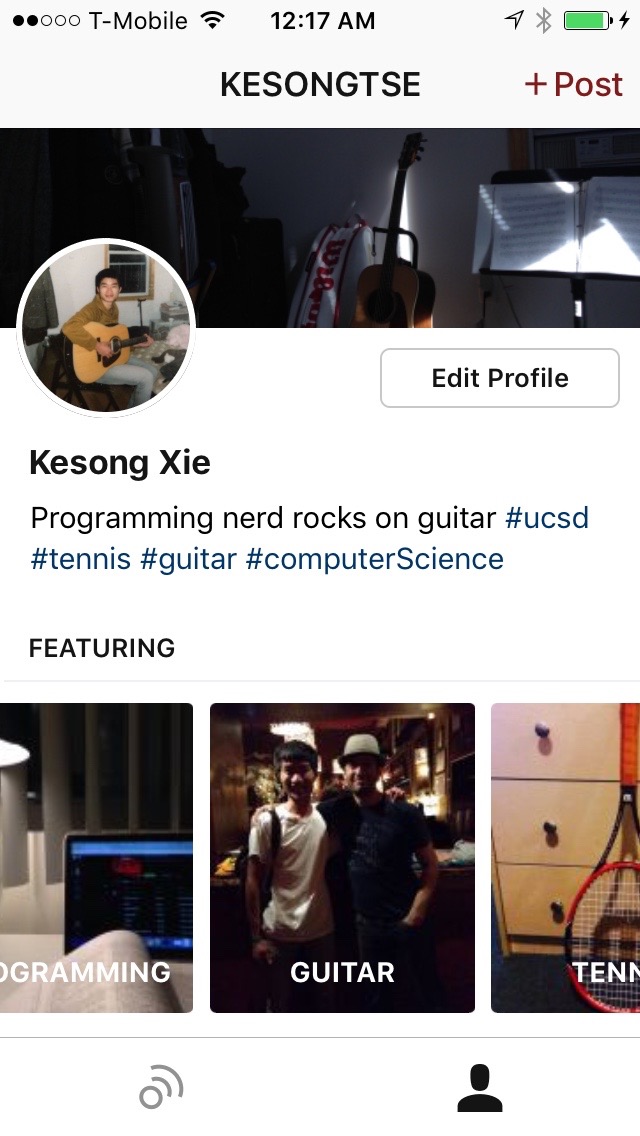 T-Mobile 12:17 AM
KESONGTSE
+Post
Edit Profile
Kesong Xie
Programming nerd rocks on guitar #ucsd
#tennis #guitar #computerScience
FEATURING
OGRAMMING
GUITAR
TENN